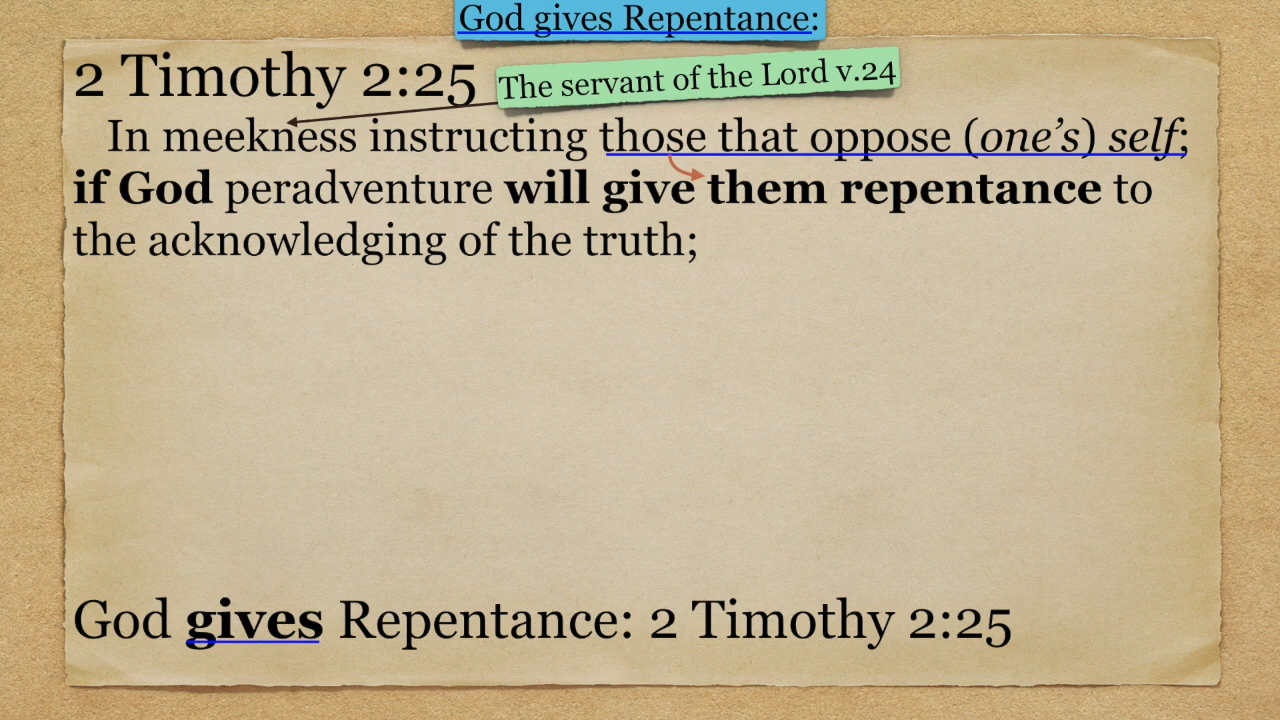 God gives Repentance:
2 Timothy 2:25
The servant of the Lord v.24
In meekness instructing those that oppose (one’s) self;
if God peradventure will give them repentance to
the acknowledging of the truth;
God gives Repentance: 2 Timothy 2:25